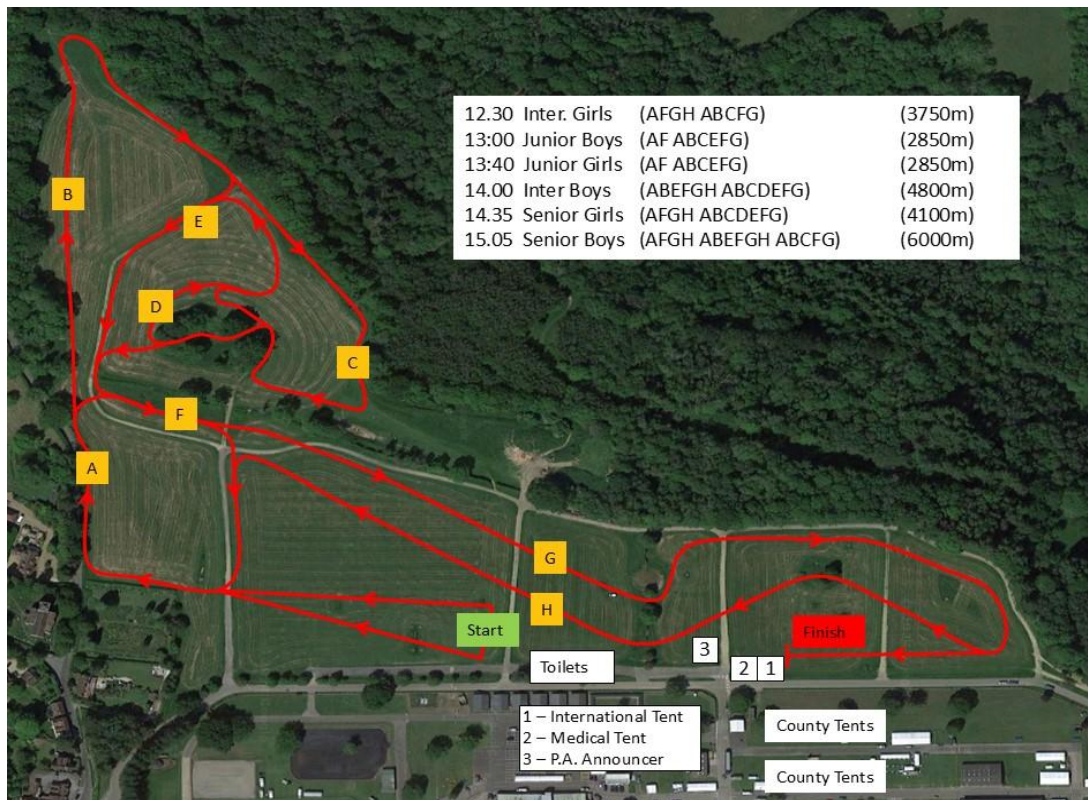 12.30 Inter. Girls (AFGH ABCFG) (3750m)
13:00 Junior Boys (AF ABCEFG) (2850m)
13:40 Junior Girls (AF ABCEFG) (2850m)
14.00 Inter Boys (ABEFGH ABCDEFG) (4800m)
14.35 Senior Girls (AFGH ABCDEFG) (4100m)
15.05 Senior Boys (AFGH ABEFGH ABCFG) (6000m)
B
E
D
C
F
A
G
H
Start
Finish
3
Toilets
2 1
1 – International Tent
2 – Medical Tent
3 – P.A. Announcer
County Tents
County Tents